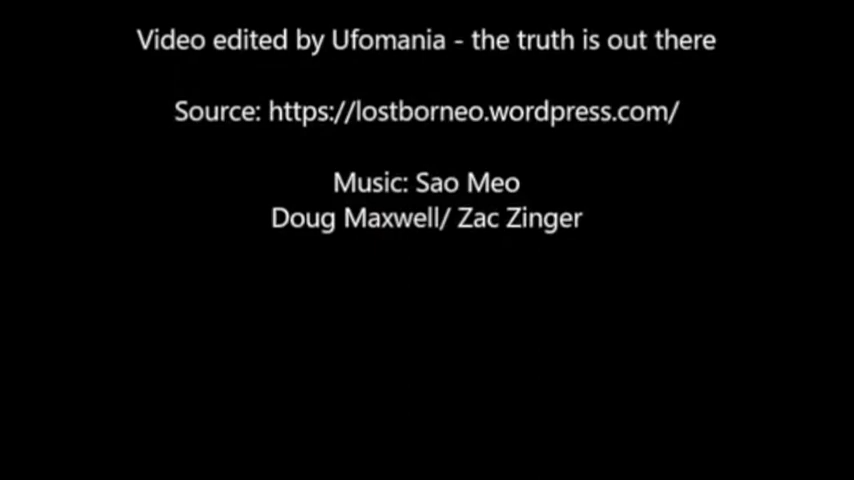 Video edited by Ufomania - the truth is out there
Source: https://lostborneo.wordpress.com/
Music: Sao Meo
Doug Maxwell/ Zac Zinger